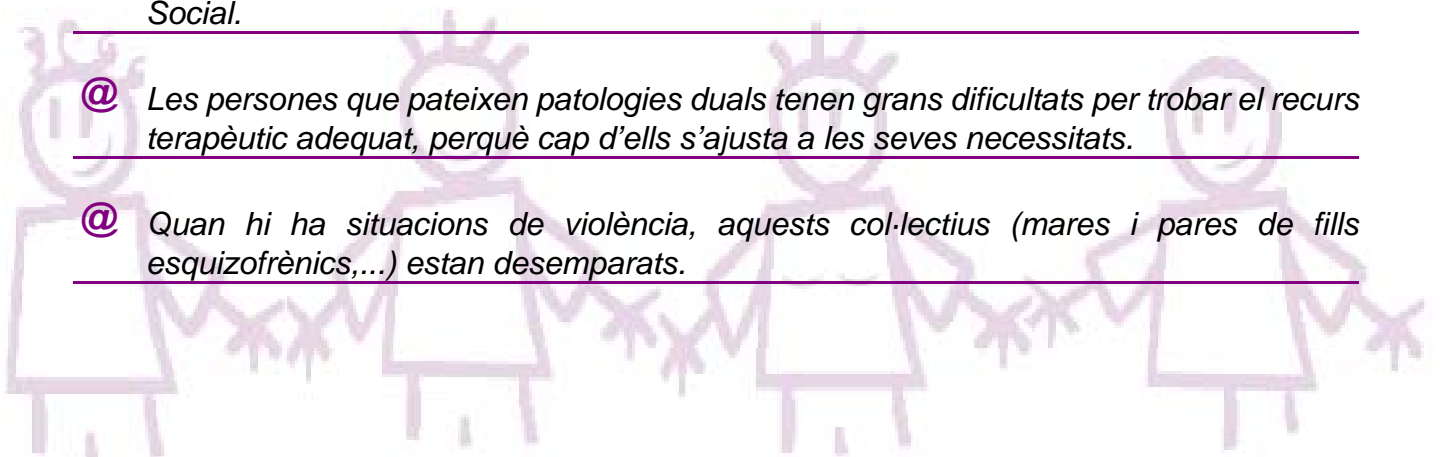 Social.
@ Les persones que pateixen patologies duals tenen grans dificultats per trobar el recurs
terapèutic adequat, perquè cap d’ells s’ajusta a les seves necessitats.
@ Quan hi ha situacions de violència, aquests col·lectius (mares i pares de fills
esquizofrènics,...) estan desemparats.